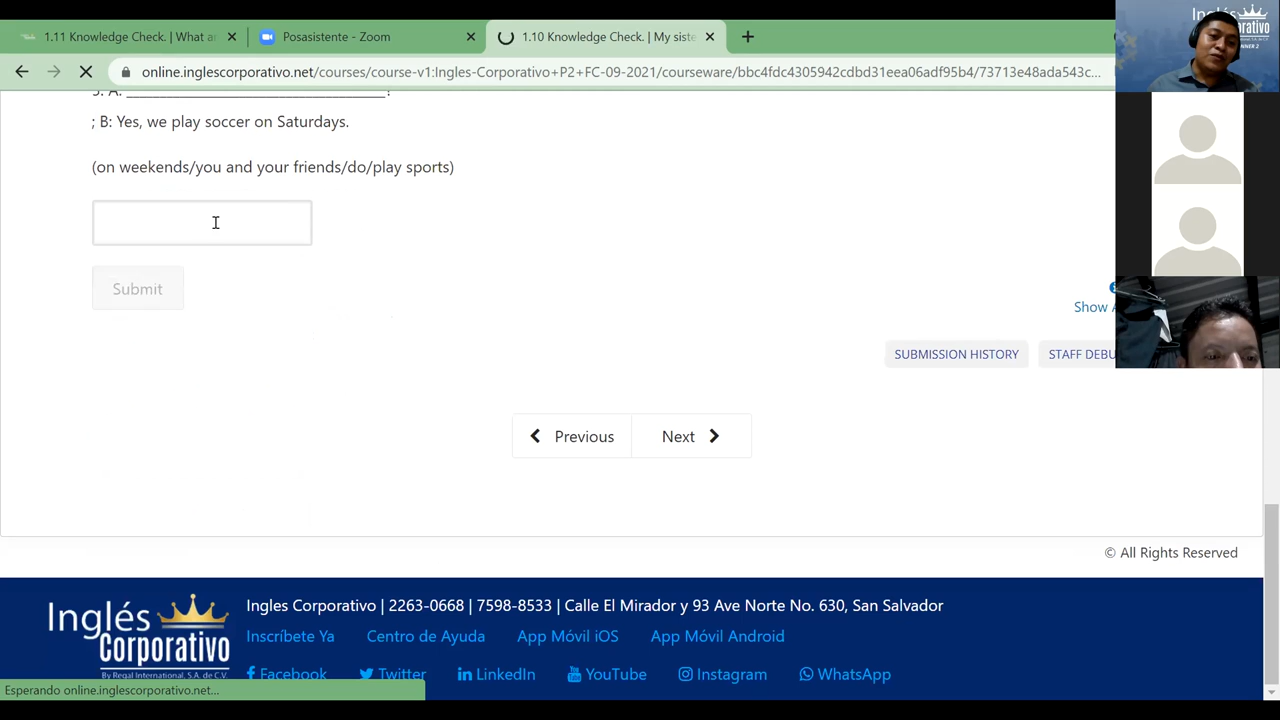 1.11 Knowledge Check. | What a
Posasistente - Zoom
1.10 Knowledge Check. | My siste
online.inglescorporativo.net/courses/course-v1:Ingles-Corporativo+P2+FC-09-2021/courseware/bbc4fdc4305942cdbd31eea06adf95b4/73713e48ada543c...
; B: Yes, we play soccer on Saturdays.
(on weekends/you and your friends/do/play sports)
Submit
Show
SUBMISSION HISTORY
STAFF DEBU
Previous
Next
© All Rights Reserved
Inglés Corporativo
By Regal International, S.A. de C.V.
Ingles Corporativo | 2263-0668 | 7598-8533 | Calle El Mirador y 93 Ave Norte No. 630, San Salvador
Inscríbete Ya
Centro de Ayuda
App Móvil iOS
App Móvil Android
Facebook
Twitter
LinkedIn
YouTube
Instagram
WhatsApp
Esperando online.inglescorporativo.net...